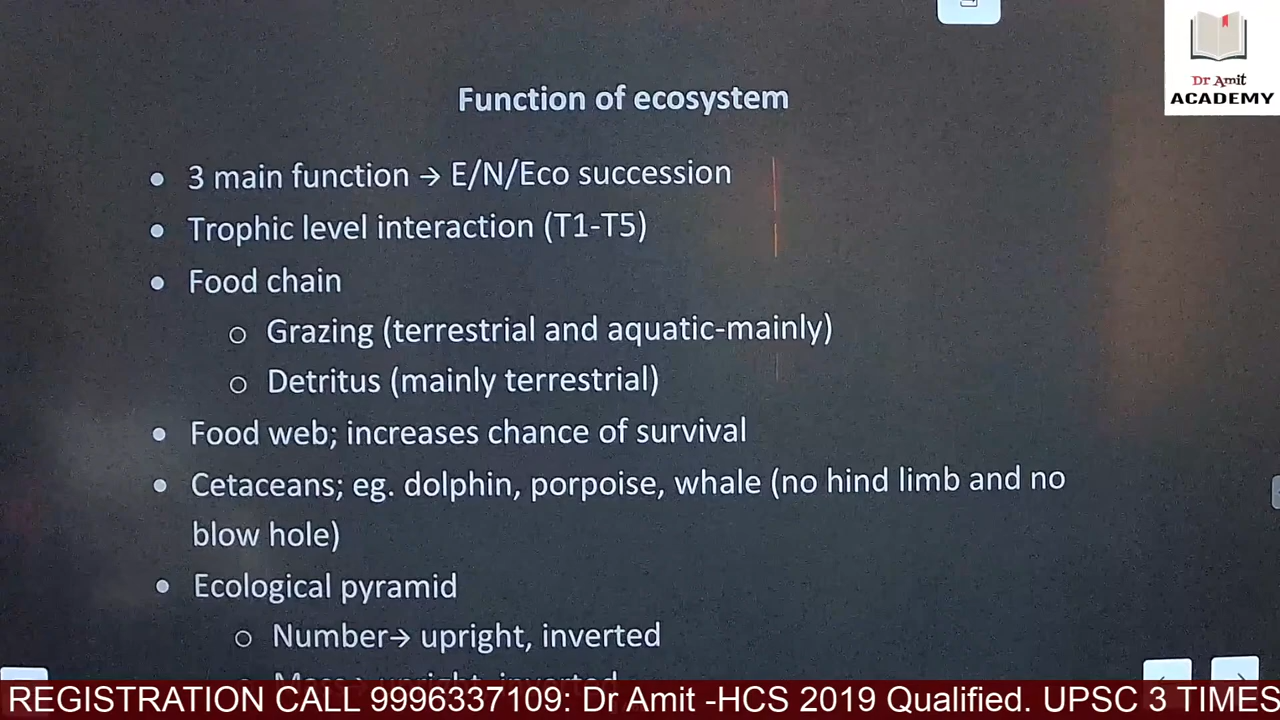 Dr Amit
ACADEMY
Function of ecosystem
• 3 main function → E/N/Eco succession
• Trophic level interaction (T1-T5)
• Food chain
o Grazing (terrestrial and aquatic-mainly)
o Detritus (mainly terrestrial)
• Food web; increases chance of survival
• Cetaceans; eg. dolphin, porpoise, whale (no hind limb and no
blow hole)
• Ecological pyramid
o Number→ upright, inverted
o Mass→ upright, inverted
REGISTRATION CALL 9996337109: Dr Amit -HCS 2019 Qualified. UPSC 3 TIMES